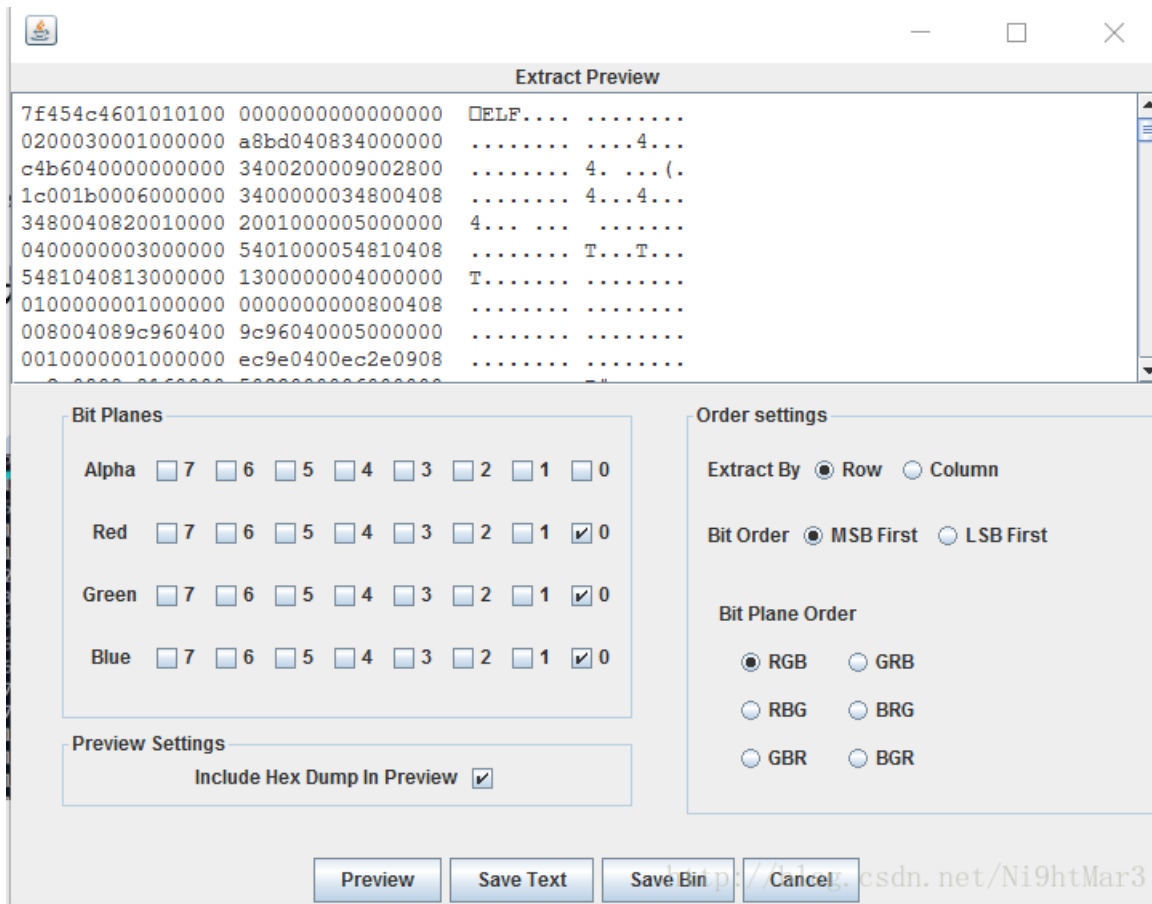 Extract Preview
7f454c4601010100 0000000000000000 □ELF.... ........
0200030001000000 a8bd040834000000 ........ ....4...
c4b6040000000000 3400200009002800 ........ 4. ...(.
1c001b0006000000 3400000034800408 ........ 4...4...
3480040820010000 2001000005000000 4... ... .......
0400000003000000 5401000054810408 ........ T...T...
5481040813000000 1300000004000000 T....... ........
0100000001000000 0000000000800408 ........ ........
008004089c960400 9c96040005000000 ........ ........
0010000001000000 ec9e0400ec2e0908 ........ ........
Bit Planes
Alpha 7 6 5 4 3 2 1 0
Red 7 6 5 4 3 2 1 0
Green 7 6 5 4 3 2 1 0
Blue 7 6 5 4 3 2 1 0
Preview Settings
Include Hex Dump In Preview
Order settings
Extract By Row Column
Bit Order MSB First LSB First
Bit Plane Order
RGB GRB
RBG BRG
GBR BGR
Preview Save Text Save Bin Cancel
http://blog.csdn.net/Ni9htMar3